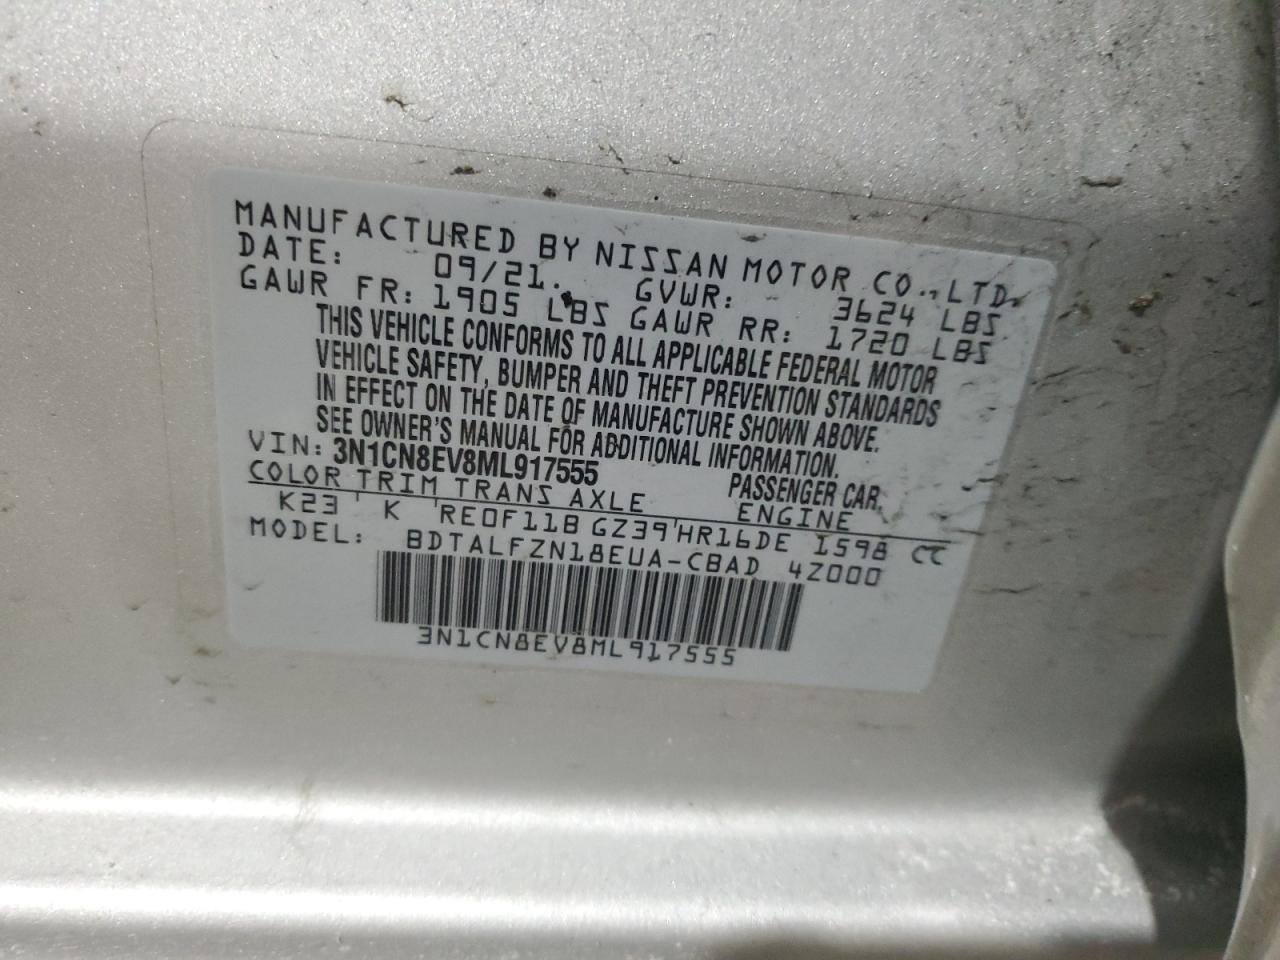 MANUFACTURED BY NISSAN MOTOR CO.,LTD.
DATE: 09/21. GVWR: 3624 LBS
GAWR FR: 1905 LBS GAWR RR: 1720 LBS
THIS VEHICLE CONFORMS TO ALL APPLICABLE FEDERAL MOTOR
VEHICLE SAFETY, BUMPER AND THEFT PREVENTION STANDARDS
IN EFFECT ON THE DATE OF MANUFACTURE SHOWN ABOVE.
SEE OWNER'S MANUAL FOR ADDITIONAL INFORMATION.
VIN: 3N1CN8EV8ML917555 PASSENGER CAR
COLOR TRIM TRANS AXLE ENGINE
K23 K RE0F11B GZ39 HR16DE 1598 CC
MODEL: BDTALFZN18EUA-CBAD 4Z000
3N1CN8EV8ML917555